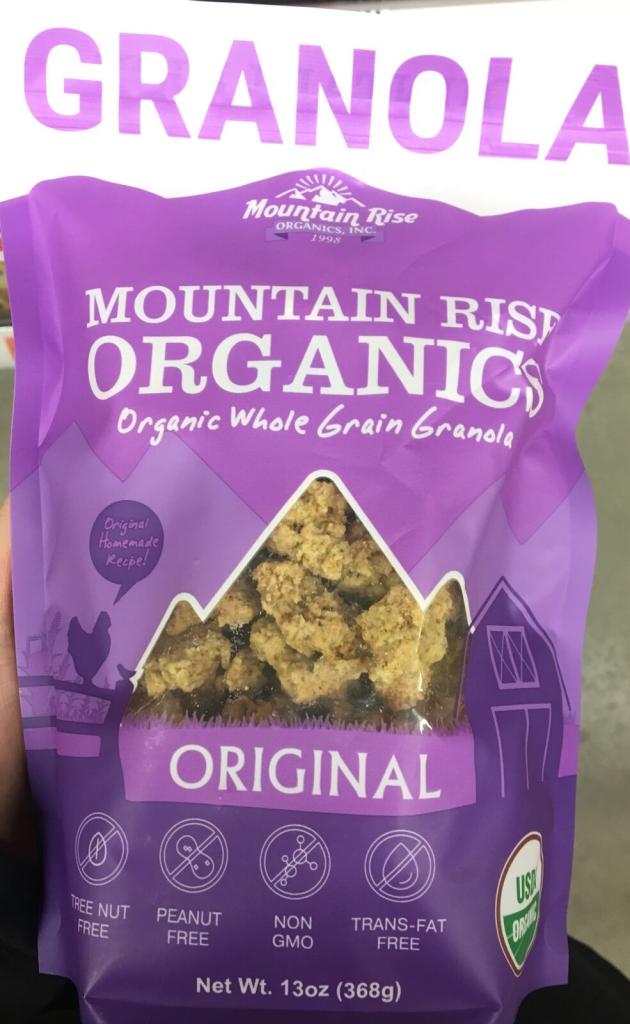 GRANOLA
Mountain Rise
ORGANICS, INC.
1998
MOUNTAIN RISE
ORGANICS
Organic Whole Grain Granola
Original
Homemade
Recipe!
ORIGINAL
TREE NUT
FREE
PEANUT
FREE
NON
GMO
TRANS-FAT
FREE
USDA
ORGANIC
Net Wt. 13oz (368g)